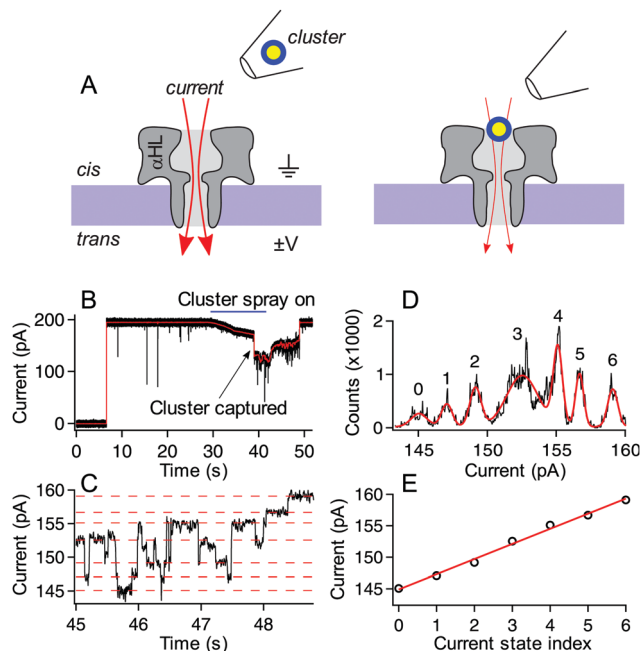 A
cluster
current
αHL
cis
trans
±V
B
Cluster spray on
200
100
0
Current (pA)
Cluster captured
0 10 20 30 40 50
Time (s)
D
2
1
0
Counts (x1000)
0 1 2 3 4 5 6
145 150 155 160
Current (pA)
C
160
155
150
145
Current (pA)
45 46 47 48
Time (s)
E
160
155
150
145
Current (pA)
0 1 2 3 4 5 6
Current state index